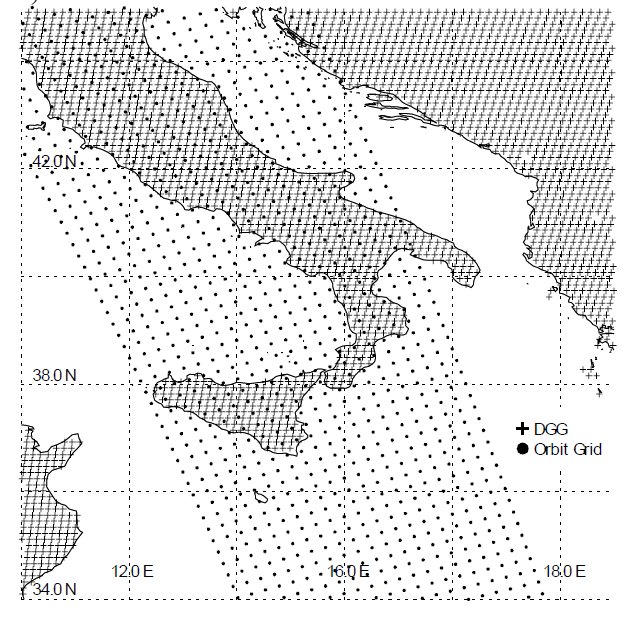 42.0 N
38.0 N
DGG
Orbit Grid
12.0 E 16.0 E 18.0 E
34.0 N